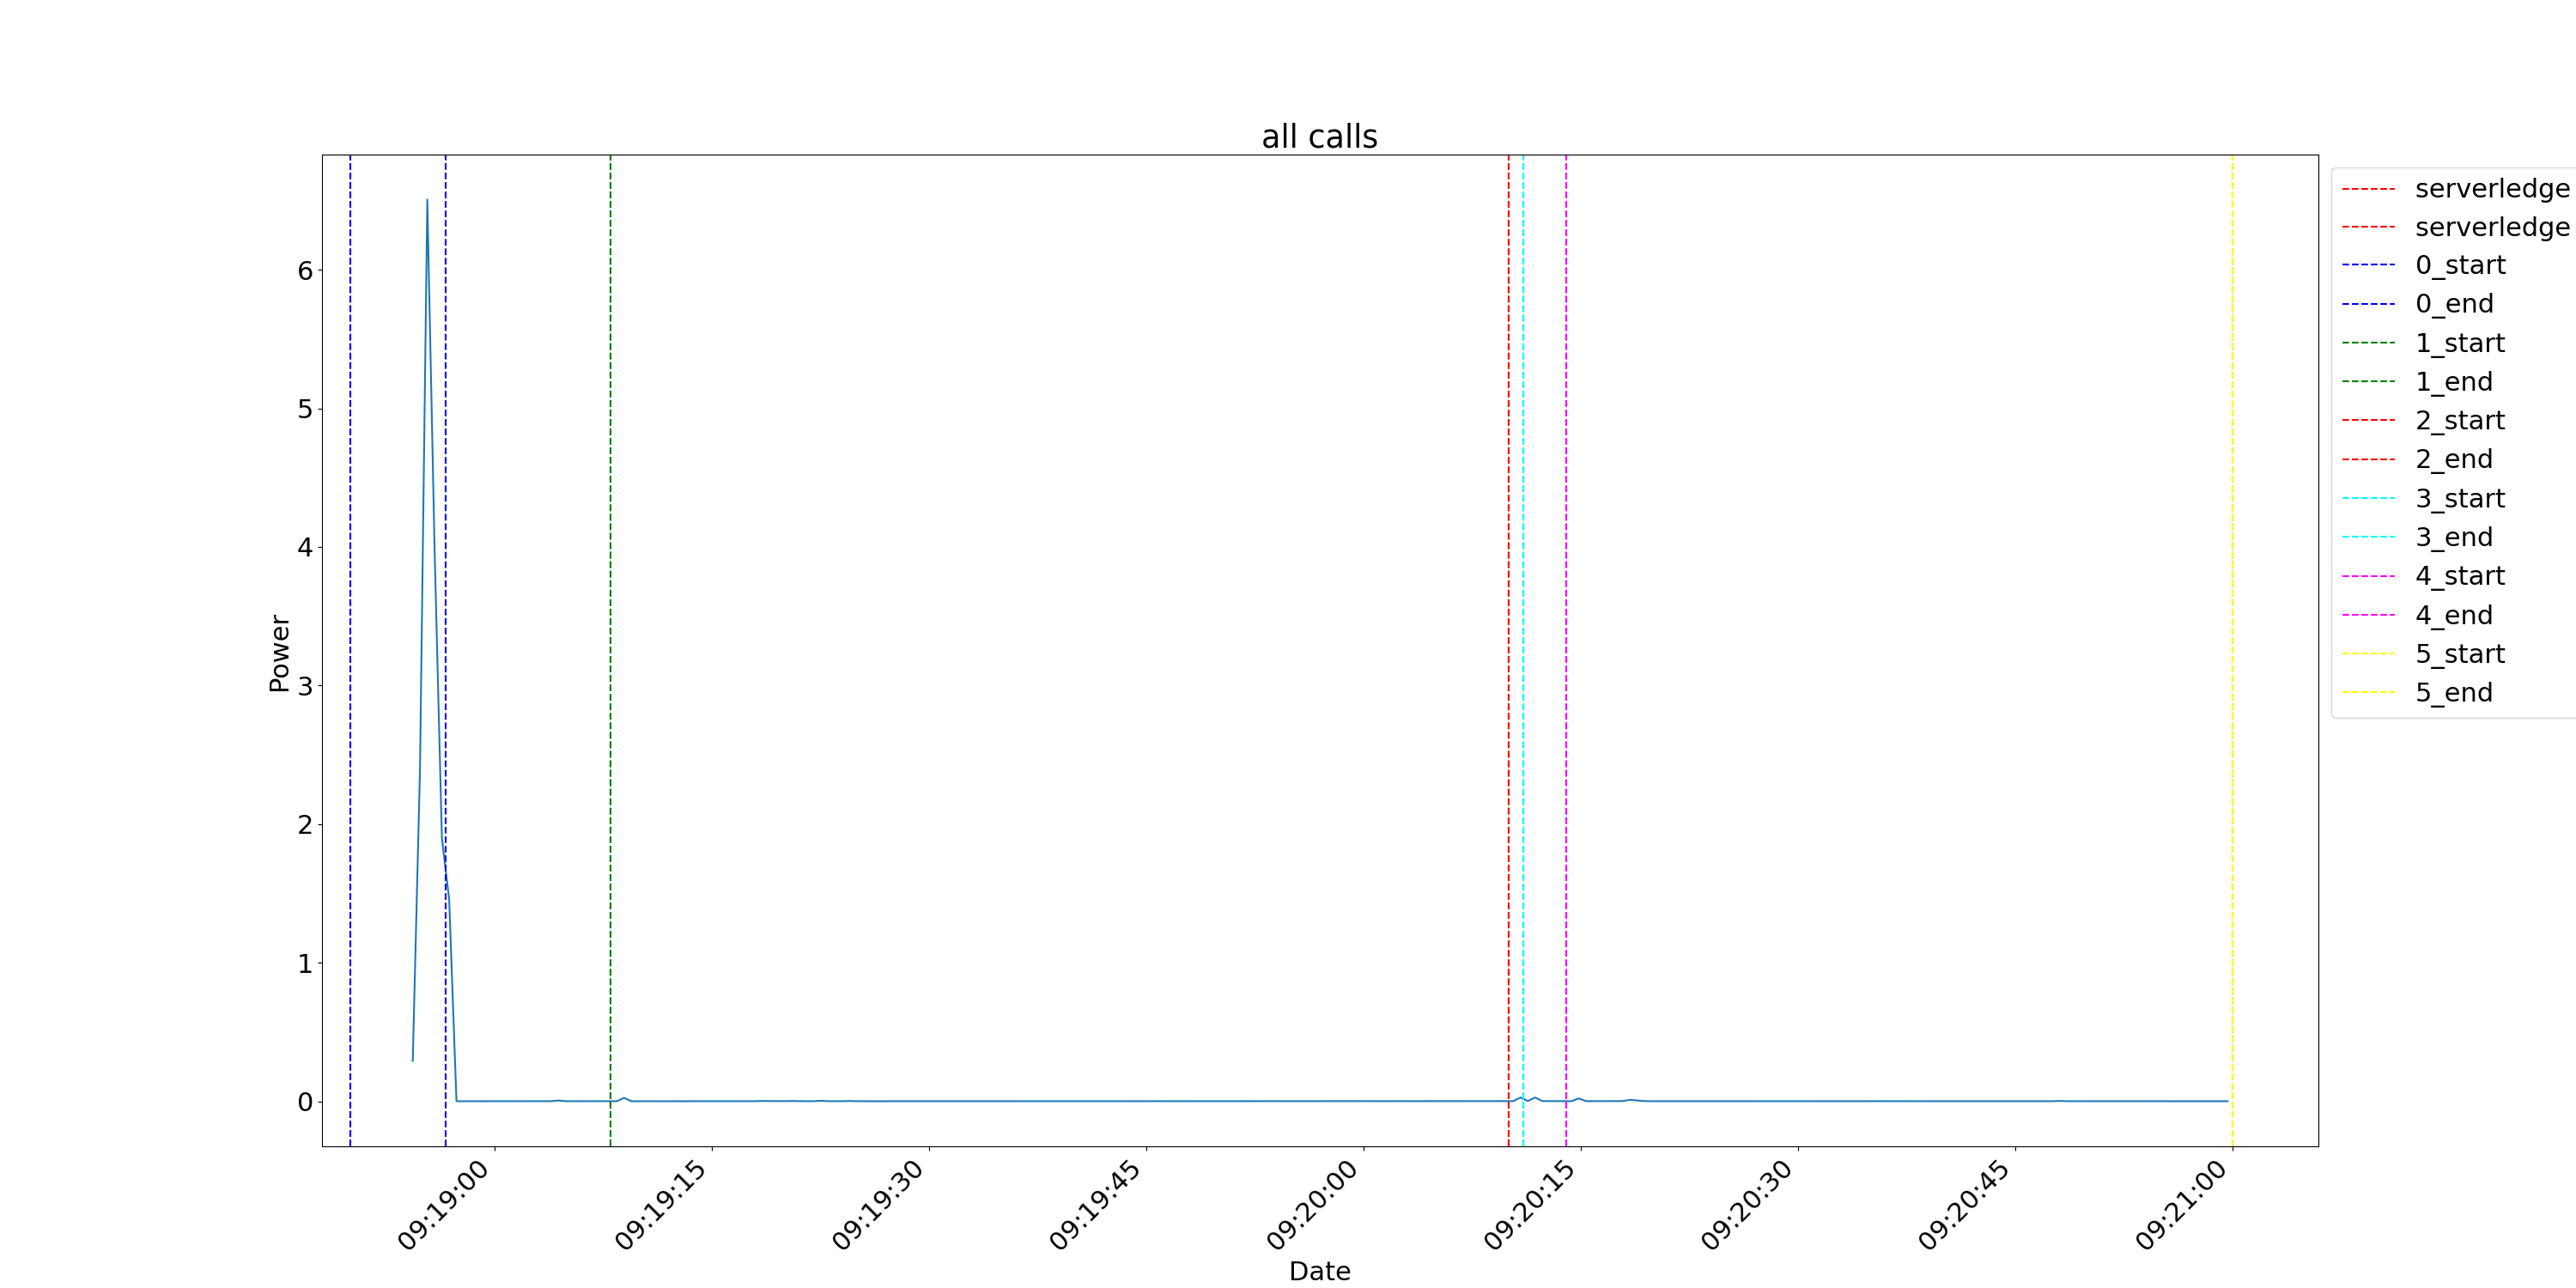 all calls
Power
6
5
4
3
2
1
0
09:19:00
09:19:15
09:19:30
09:19:45
09:20:00
09:20:15
09:20:30
09:20:45
09:21:00
Date
serverledge
serverledge
0_start
0_end
1_start
1_end
2_start
2_end
3_start
3_end
4_start
4_end
5_start
5_end